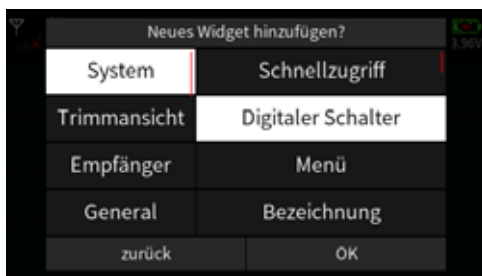 Neues Widget hinzufügen?
3.96V
System
Schnellzugriff
Trimmansicht
Digitaler Schalter
Empfänger
Menü
General
Bezeichnung
zurück
OK